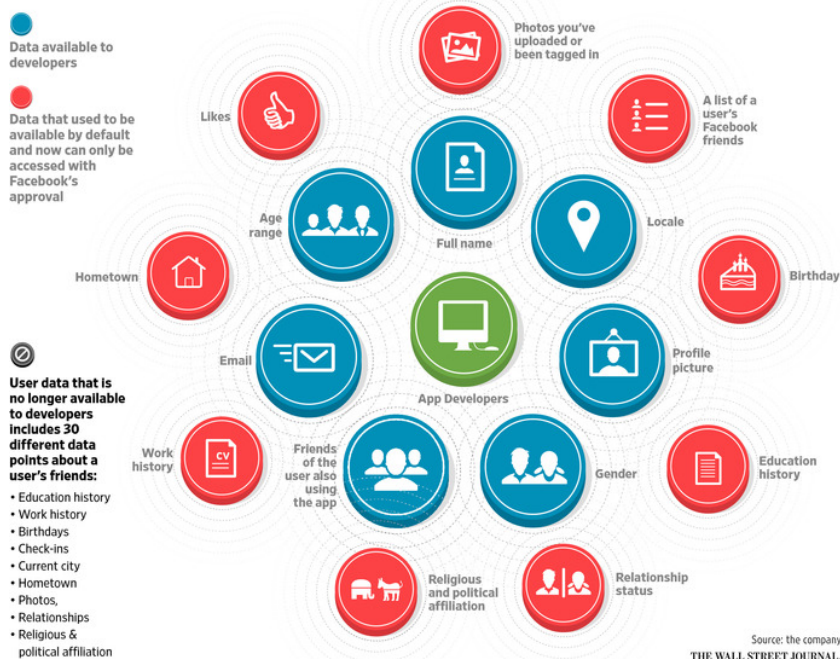 Data available to
developers
Data that used to be
available by default
and now can only be
accessed with
Facebook's
approval
Photos you've
uploaded or
been tagged in
Likes
A list of a
user's
Facebook
friends
Age
range
Full name
Locale
Hometown
Birthday
Email
Profile
picture
App Developers
Work
history
CV
Friends
of the
user also
using
the app
Gender
Education
history
Religious
and political
affiliation
Relationship
status
User data that is
no longer available
to developers
includes 30
different data
points about a
user's friends:
• Education history
• Work history
• Birthdays
• Check-ins
• Current city
• Hometown
• Photos,
• Relationships
• Religious &
political affiliation
Source: the company
THE WALL STREET JOURNAL.